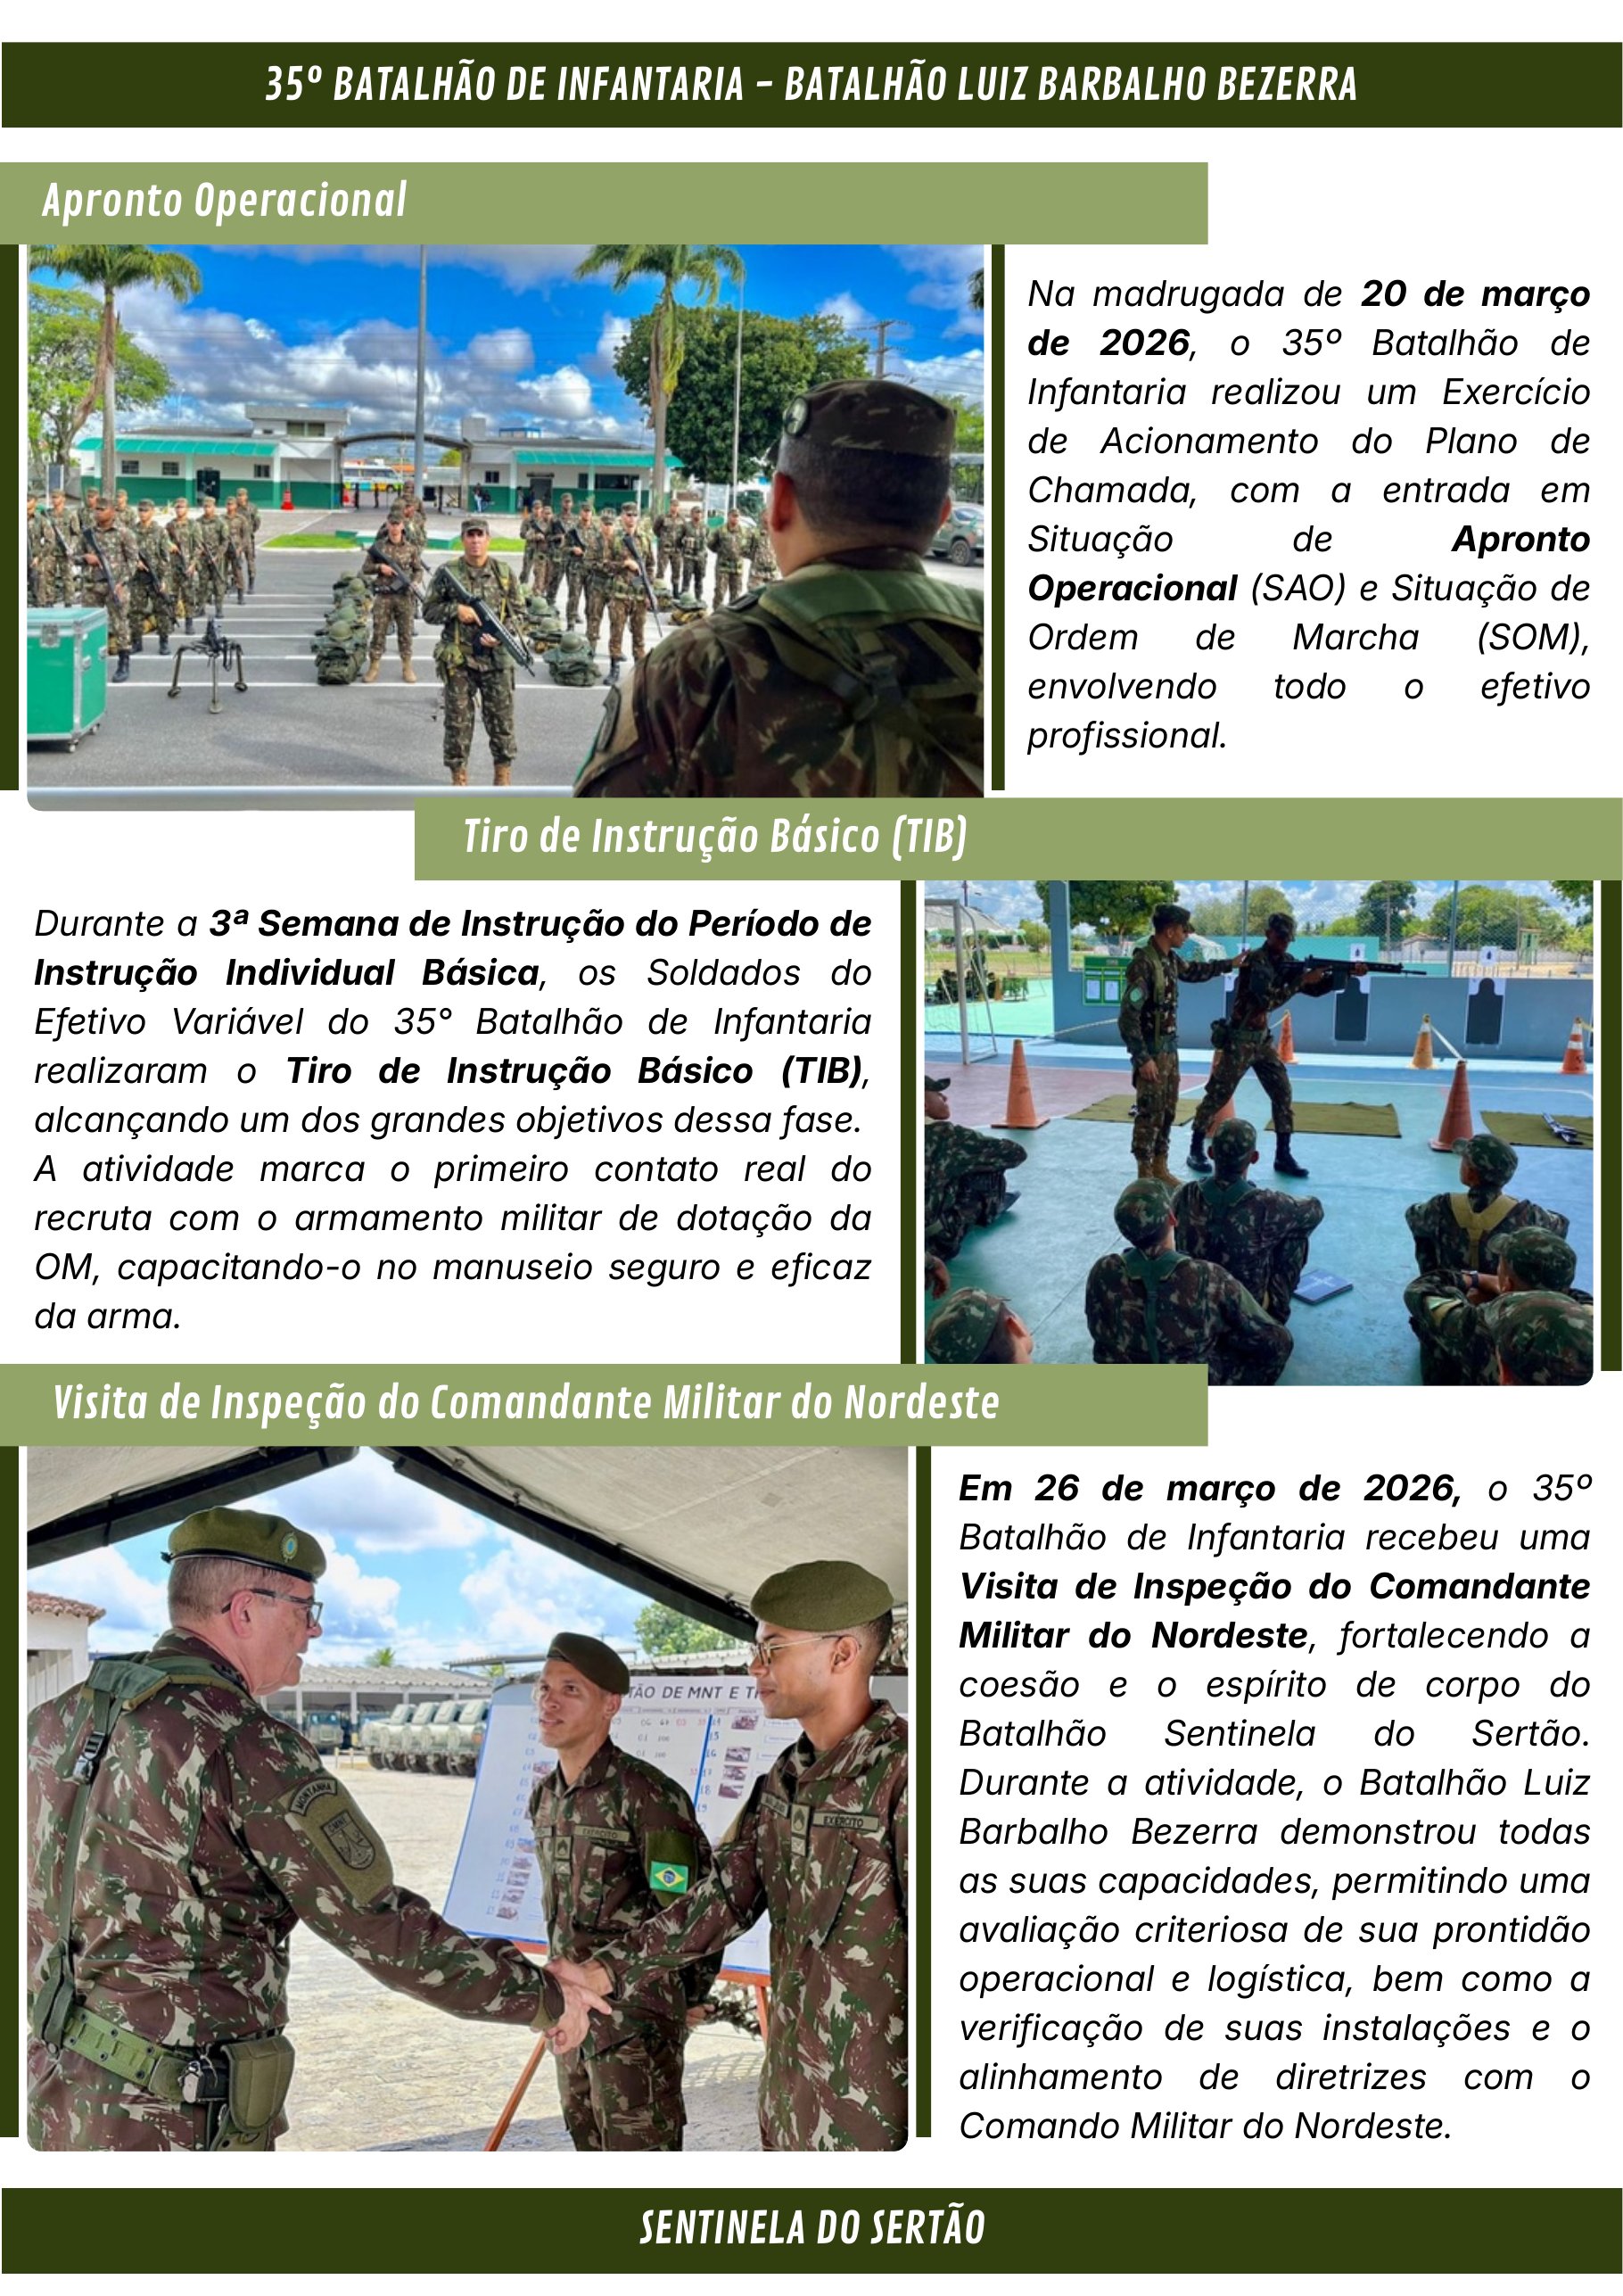 35º BATALHÃO DE INFANTARIA – BATALHÃO LUIZ BARBALHO BEZERRA
Apronto Operacional
Na madrugada de 20 de março
de 2026, o 35º Batalhão de
Infantaria realizou um Exercício
de Acionamento do Plano de
Chamada, com a entrada em
Situação de Apronto
Operacional (SAO) e Situação de
Ordem de Marcha (SOM),
envolvendo todo o efetivo
profissional.
Tiro de Instrução Básico (TIB)
Durante a 3ª Semana de Instrução do Período de
Instrução Individual Básica, os Soldados do
Efetivo Variável do 35° Batalhão de Infantaria
realizaram o Tiro de Instrução Básico (TIB),
alcançando um dos grandes objetivos dessa fase.
A atividade marca o primeiro contato real do
recruta com o armamento militar de dotação da
OM, capacitando-o no manuseio seguro e eficaz
da arma.
Visita de Inspeção do Comandante Militar do Nordeste
MONTANHA
EXÉRCITO
EXÉRCITO
Em 26 de março de 2026, o 35º
Batalhão de Infantaria recebeu uma
Visita de Inspeção do Comandante
Militar do Nordeste, fortalecendo a
coesão e o espírito de corpo do
Batalhão Sentinela do Sertão.
Durante a atividade, o Batalhão Luiz
Barbalho Bezerra demonstrou todas
as suas capacidades, permitindo uma
avaliação criteriosa de sua prontidão
operacional e logística, bem como a
verificação de suas instalações e o
alinhamento de diretrizes com o
Comando Militar do Nordeste.
SENTINELA DO SERTÃO